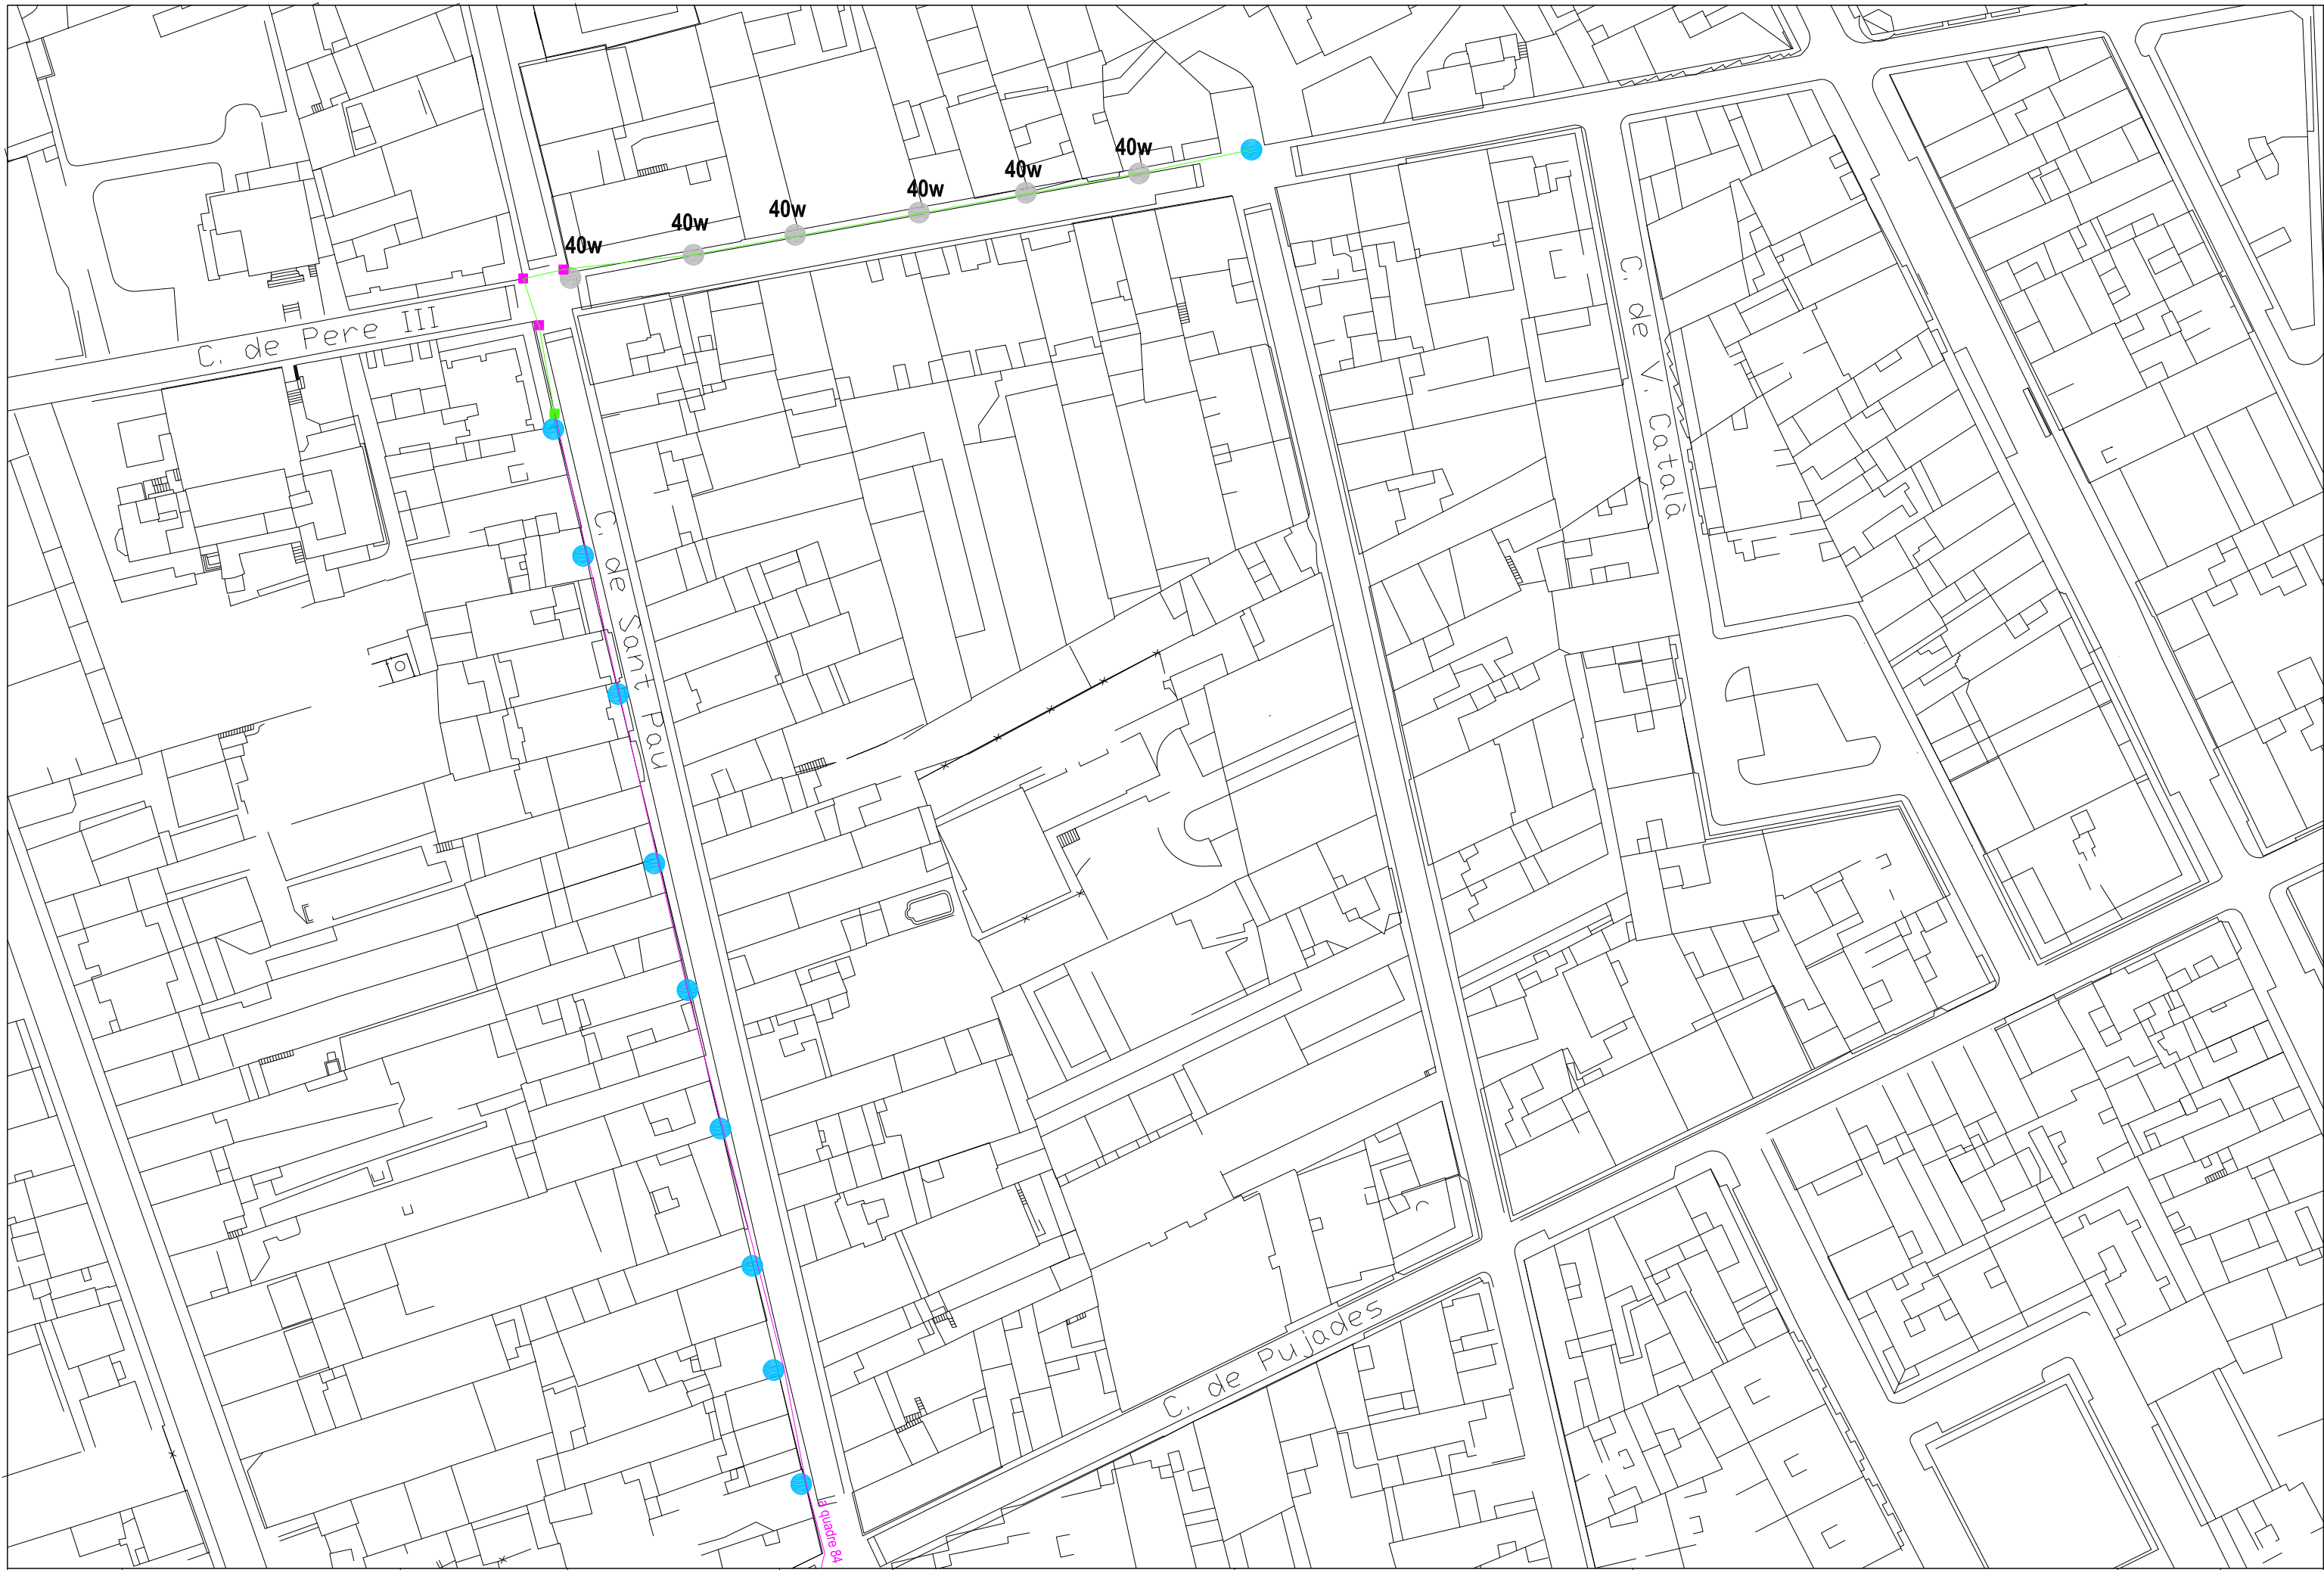 40w
40w
40w
40w
40w
40w
C. de Pere III
C. de V. Català
C. de Sant Pau
C. de Pujades
a quadre 84